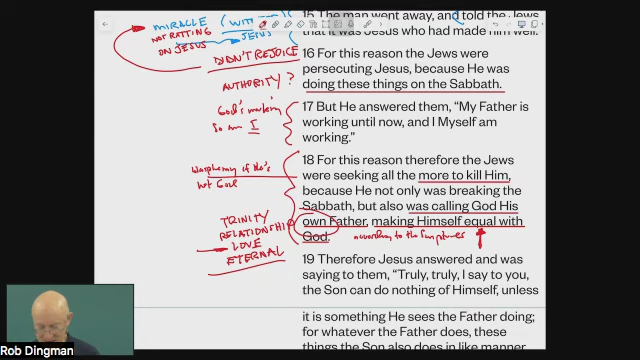 MIRACLE (WITH
NOT RATTING
ON JESUS
JESUS
DIDN'T REJOICE
AUTHORITY?
God's working
So am I
blasphemy if He's
not God
TRINITY
RELATIONSHIP
LOVE
ETERNAL
15 The man went away, and told the Jews
that it was Jesus who had made him well.
16 For this reason the Jews were
persecuting Jesus, because He was
doing these things on the Sabbath.
17 But He answered them, “My Father is
working until now, and I Myself am
working.”
18 For this reason therefore the Jews
were seeking all the more to kill Him,
because He not only was breaking the
Sabbath, but also was calling God His
own Father, making Himself equal with
God.
according to the Scriptures
19 Therefore Jesus answered and was
saying to them, “Truly, truly, I say to you,
the Son can do nothing of Himself, unless
it is something He sees the Father doing;
for whatever the Father does, these
things the Son also does in like manner.
Rob Dingman